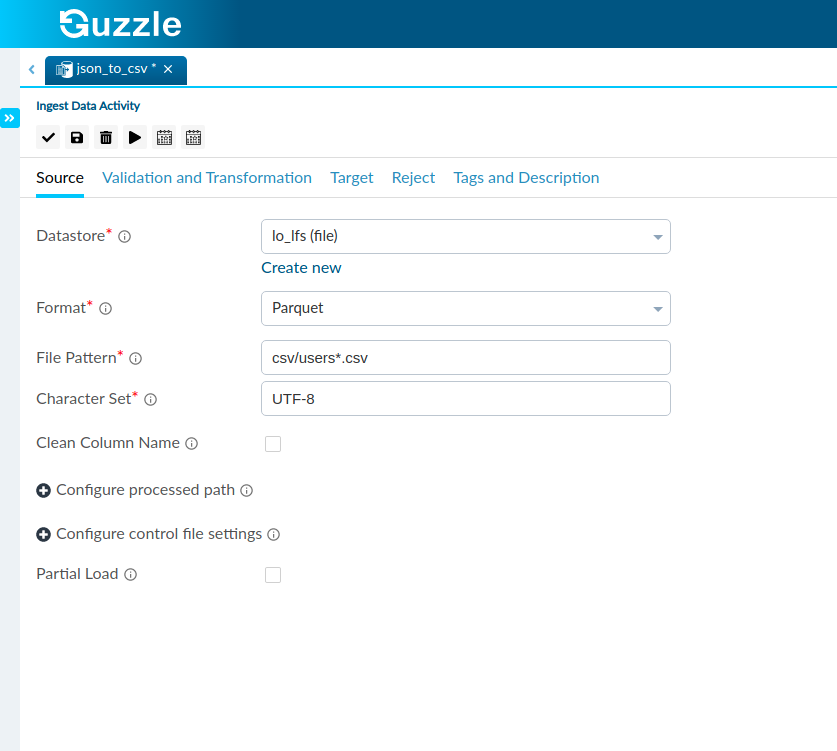 Guzzle
json_to_csv *
Ingest Data Activity
Source Validation and Transformation Target Reject Tags and Description
Datastore* lo_lfs (file)
Create new
Format* Parquet
File Pattern* csv/users*.csv
Character Set* UTF-8
Clean Column Name
Configure processed path
Configure control file settings
Partial Load